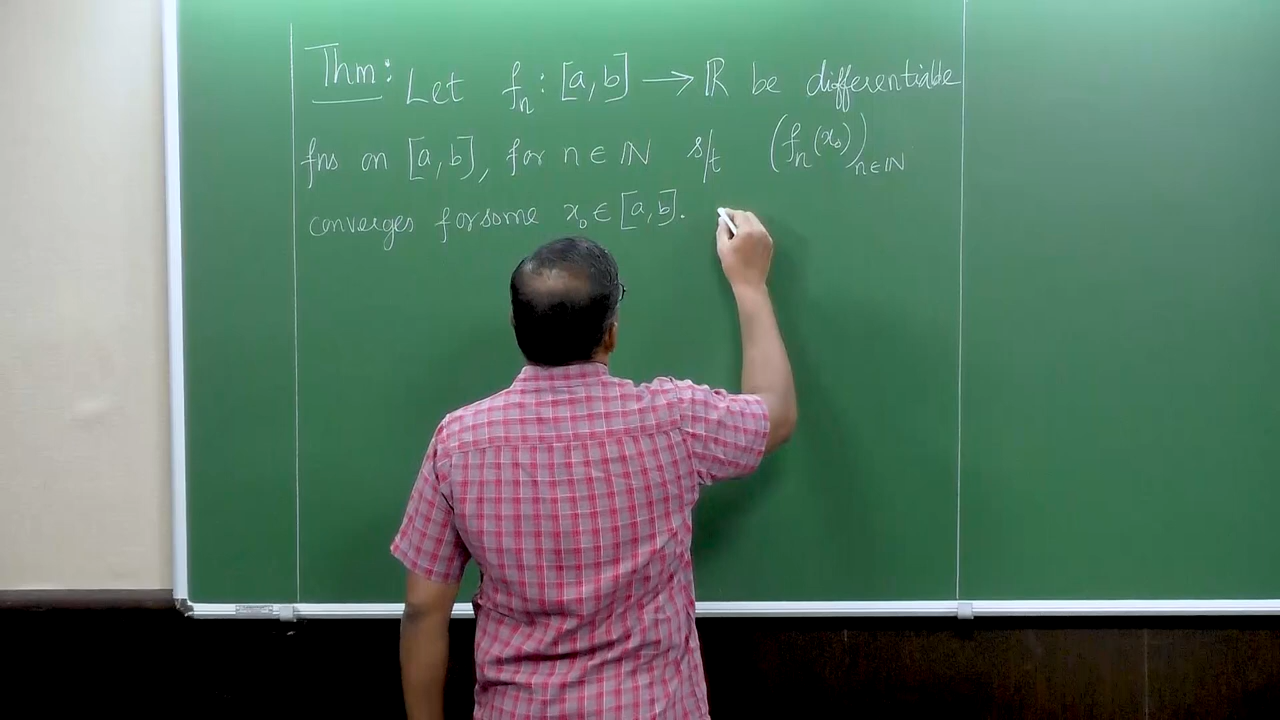 Thm: Let fₙ : [a, b] ⟶ ℝ be differentiable
fns on [a, b], for n ∈ ℕ s/t (fₙ(x₀))ₙ∈ℕ
converges for some x₀ ∈ [a, b].